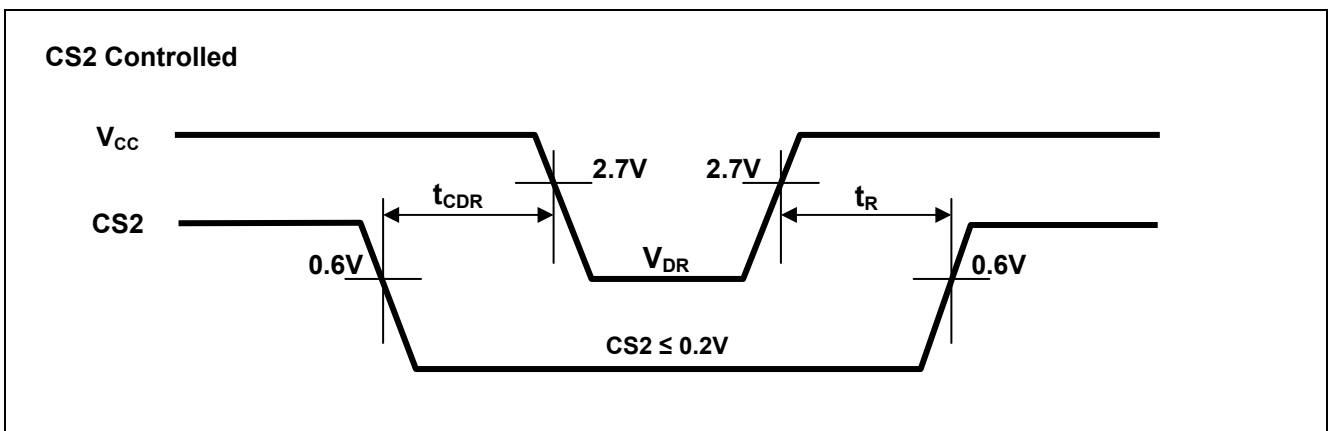 CS2 Controlled
VCC
2.7V 2.7V
tCDR tR
CS2
0.6V VDR 0.6V
CS2 ≤ 0.2V